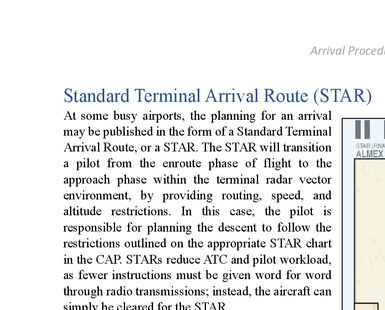 Arrival Proced
Standard Terminal Arrival Route (STAR)
At some busy airports, the planning for an arrival
may be published in the form of a Standard Terminal
Arrival Route, or a STAR. The STAR will transition
a pilot from the enroute phase of flight to the
approach phase within the terminal radar vector
environment, by providing routing, speed, and
altitude restrictions. In this case, the pilot is
responsible for planning the descent to follow the
restrictions outlined on the appropriate STAR chart
in the CAP. STARs reduce ATC and pilot workload,
as fewer instructions must be given word for word
through radio transmissions; instead, the aircraft can
simply be cleared for the STAR.
STAR (RNA
ALMEX